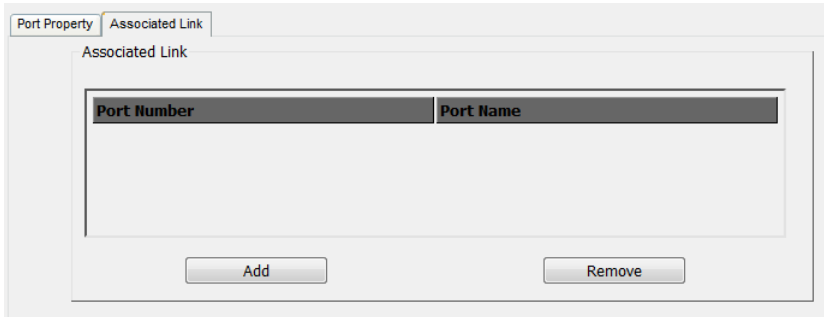 Port Property Associated Link
Associated Link
Port Number Port Name
Add Remove